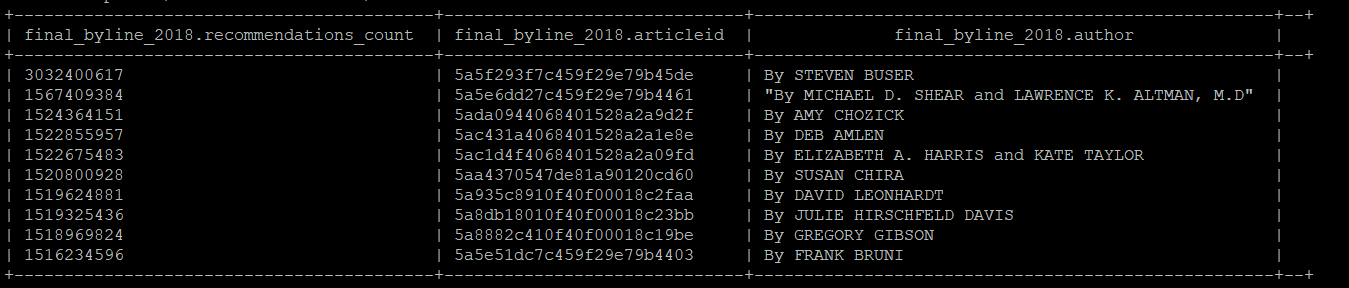 final_byline_2018.recommendations_count | final_byline_2018.articleid | final_byline_2018.author
3032400617 | 5a5f293f7c459f29e79b45de | By STEVEN BUSER
1567409384 | 5a5e6dd27c459f29e79b4461 | "By MICHAEL D. SHEAR and LAWRENCE K. ALTMAN, M.D"
1524364151 | 5ada0944068401528a2a9d2f | By AMY CHOZICK
1522855957 | 5ac431a4068401528a2a1e8e | By DEB AMLEN
1522675483 | 5ac1d4f4068401528a2a09fd | By ELIZABETH A. HARRIS and KATE TAYLOR
1520800928 | 5aa4370547de81a90120cd60 | By SUSAN CHIRA
1519624881 | 5a935c8910f40f00018c2faa | By DAVID LEONHARDT
1519325436 | 5a8db18010f40f00018c23bb | By JULIE HIRSCHFELD DAVIS
1518969824 | 5a8882c410f40f00018c19be | By GREGORY GIBSON
1516234596 | 5a5e51dc7c459f29e79b4403 | By FRANK BRUNI